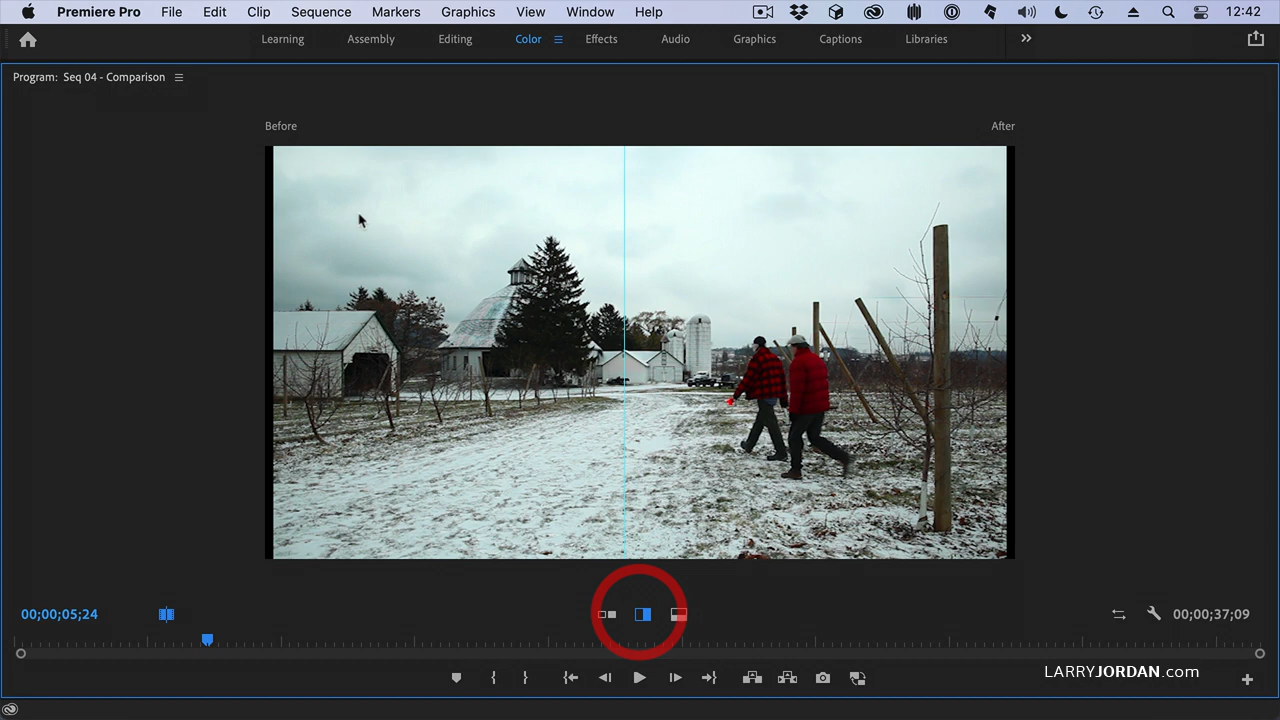 Premiere Pro File Edit Clip Sequence Markers Graphics View Window Help 12:42
Learning Assembly Editing Color Effects Audio Graphics Captions Libraries
Program: Seq 04 - Comparison
Before After
00;00;05;24 00;00;37;09
LARRYJORDAN.com